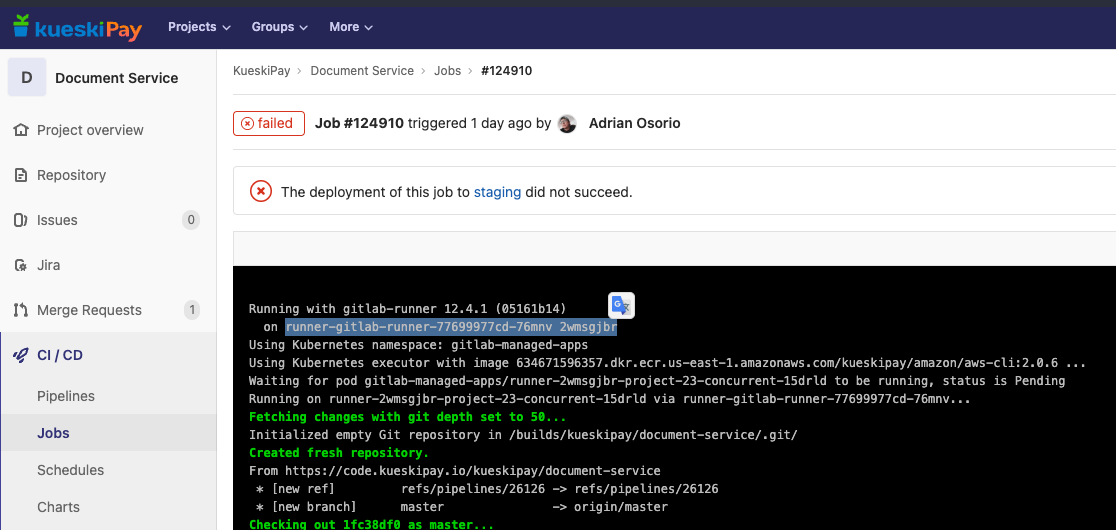 kueskiPay Projects Groups More
D Document Service
Project overview
Repository
Issues 0
Jira
Merge Requests 1
CI / CD
Pipelines
Jobs
Schedules
Charts
KueskiPay › Document Service › Jobs › #124910
failed Job #124910 triggered 1 day ago by Adrian Osorio
The deployment of this job to staging did not succeed.
Running with gitlab-runner 12.4.1 (05161b14)
on runner-gitlab-runner-77699977cd-76mnv 2wmsgjbr
Using Kubernetes namespace: gitlab-managed-apps
Using Kubernetes executor with image 634671596357.dkr.ecr.us-east-1.amazonaws.com/kueskipay/amazon/aws-cli:2.0.6 ...
Waiting for pod gitlab-managed-apps/runner-2wmsgjbr-project-23-concurrent-15drld to be running, status is Pending
Running on runner-2wmsgjbr-project-23-concurrent-15drld via runner-gitlab-runner-77699977cd-76mnv...
Fetching changes with git depth set to 50...
Initialized empty Git repository in /builds/kueskipay/document-service/.git/
Created fresh repository.
From https://code.kueskipay.io/kueskipay/document-service
* [new ref] refs/pipelines/26126 -> refs/pipelines/26126
* [new branch] master -> origin/master
Checking out 1fc38df0 as master...